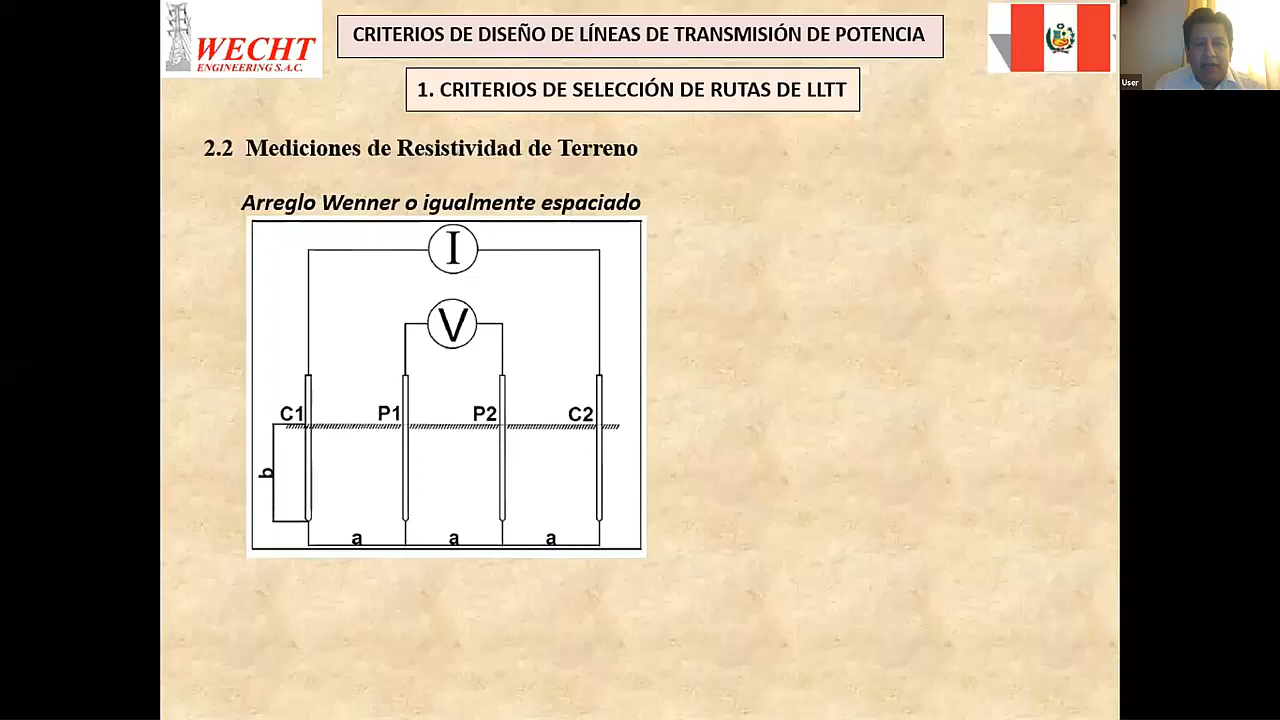 WECHT
ENGINEERING S.A.C.
CRITERIOS DE DISEÑO DE LÍNEAS DE TRANSMISIÓN DE POTENCIA
1. CRITERIOS DE SELECCIÓN DE RUTAS DE LLTT
User
2.2 Mediciones de Resistividad de Terreno
Arreglo Wenner o igualmente espaciado
I
V
C1 P1 P2 C2
b
a a a